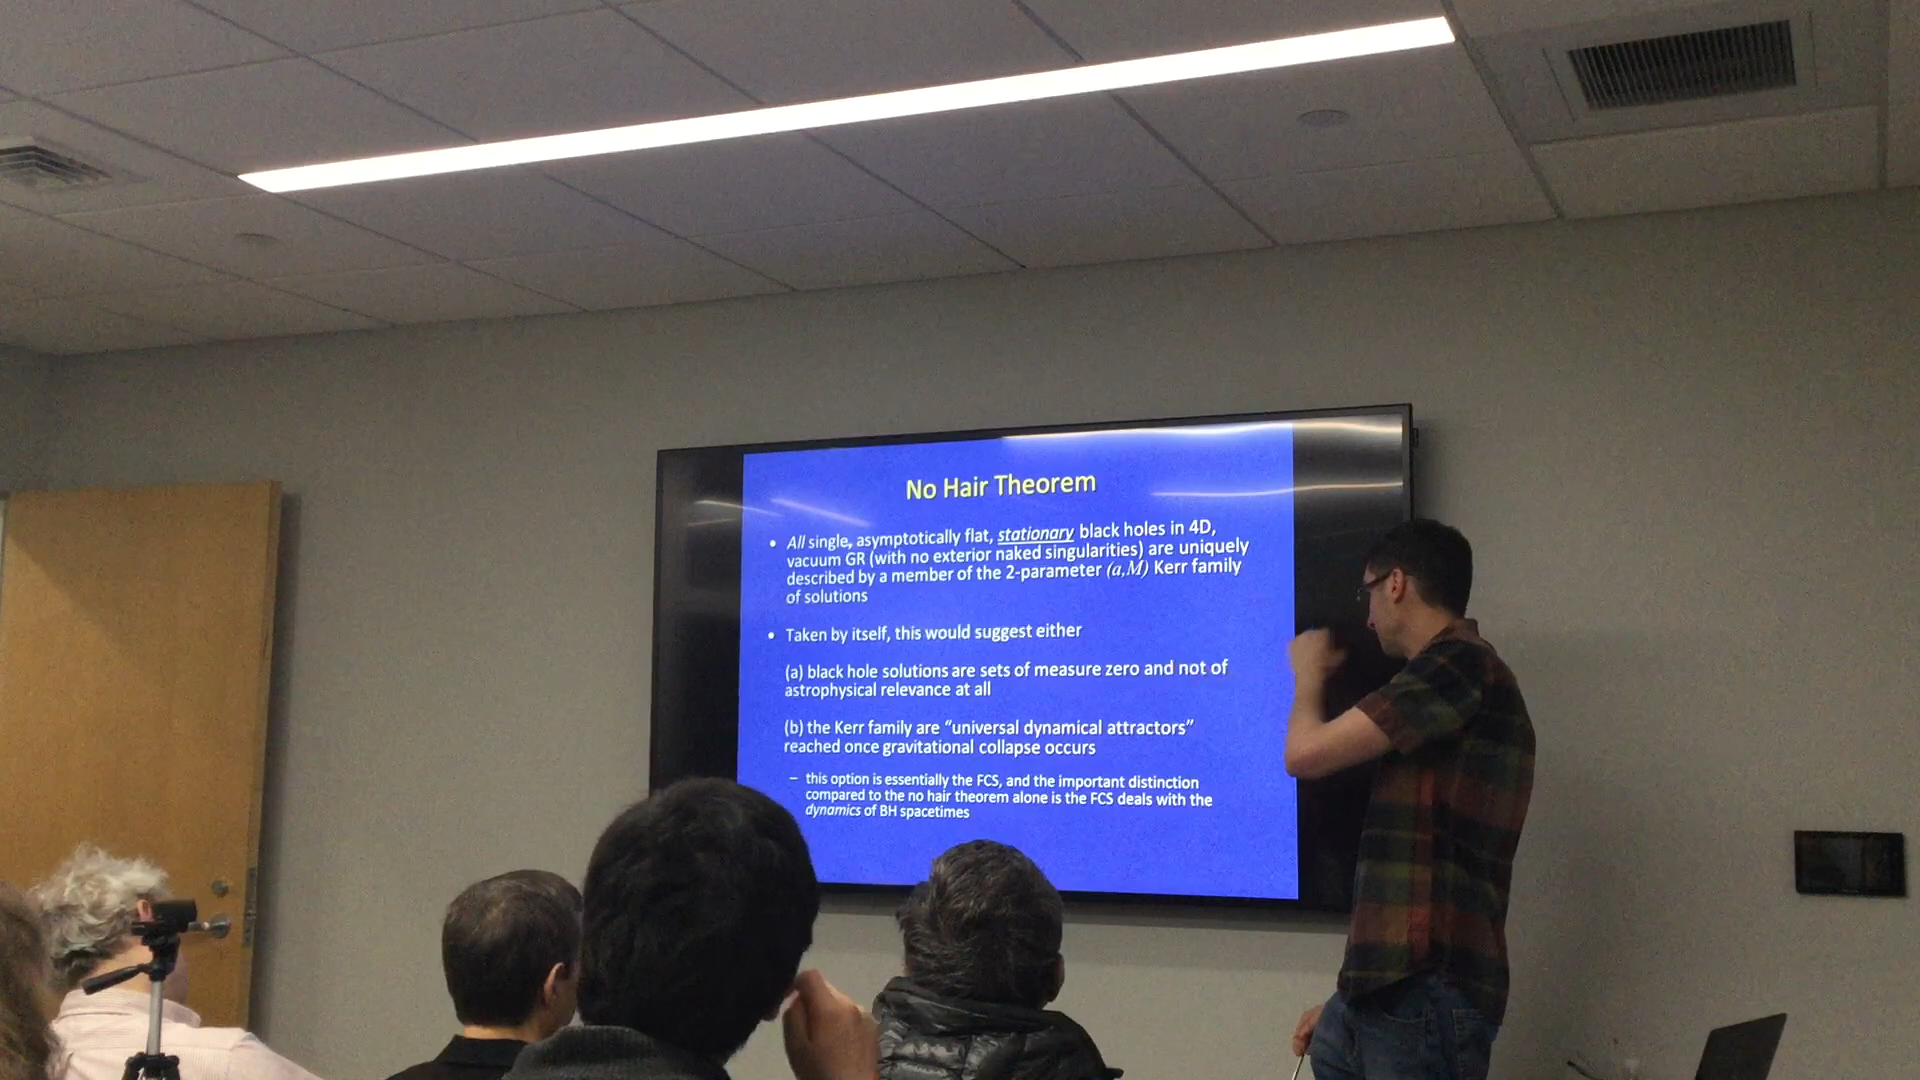 No Hair Theorem
• All single, asymptotically flat, stationary black holes in 4D,
vacuum GR (with no exterior naked singularities) are uniquely
described by a member of the 2-parameter (a,M) Kerr family
of solutions
• Taken by itself, this would suggest either
(a) black hole solutions are sets of measure zero and not of
astrophysical relevance at all
(b) the Kerr family are “universal dynamical attractors”
reached once gravitational collapse occurs
– this option is essentially the FCS, and the important distinction
compared to the no hair theorem alone is the FCS deals with the
dynamics of BH spacetimes